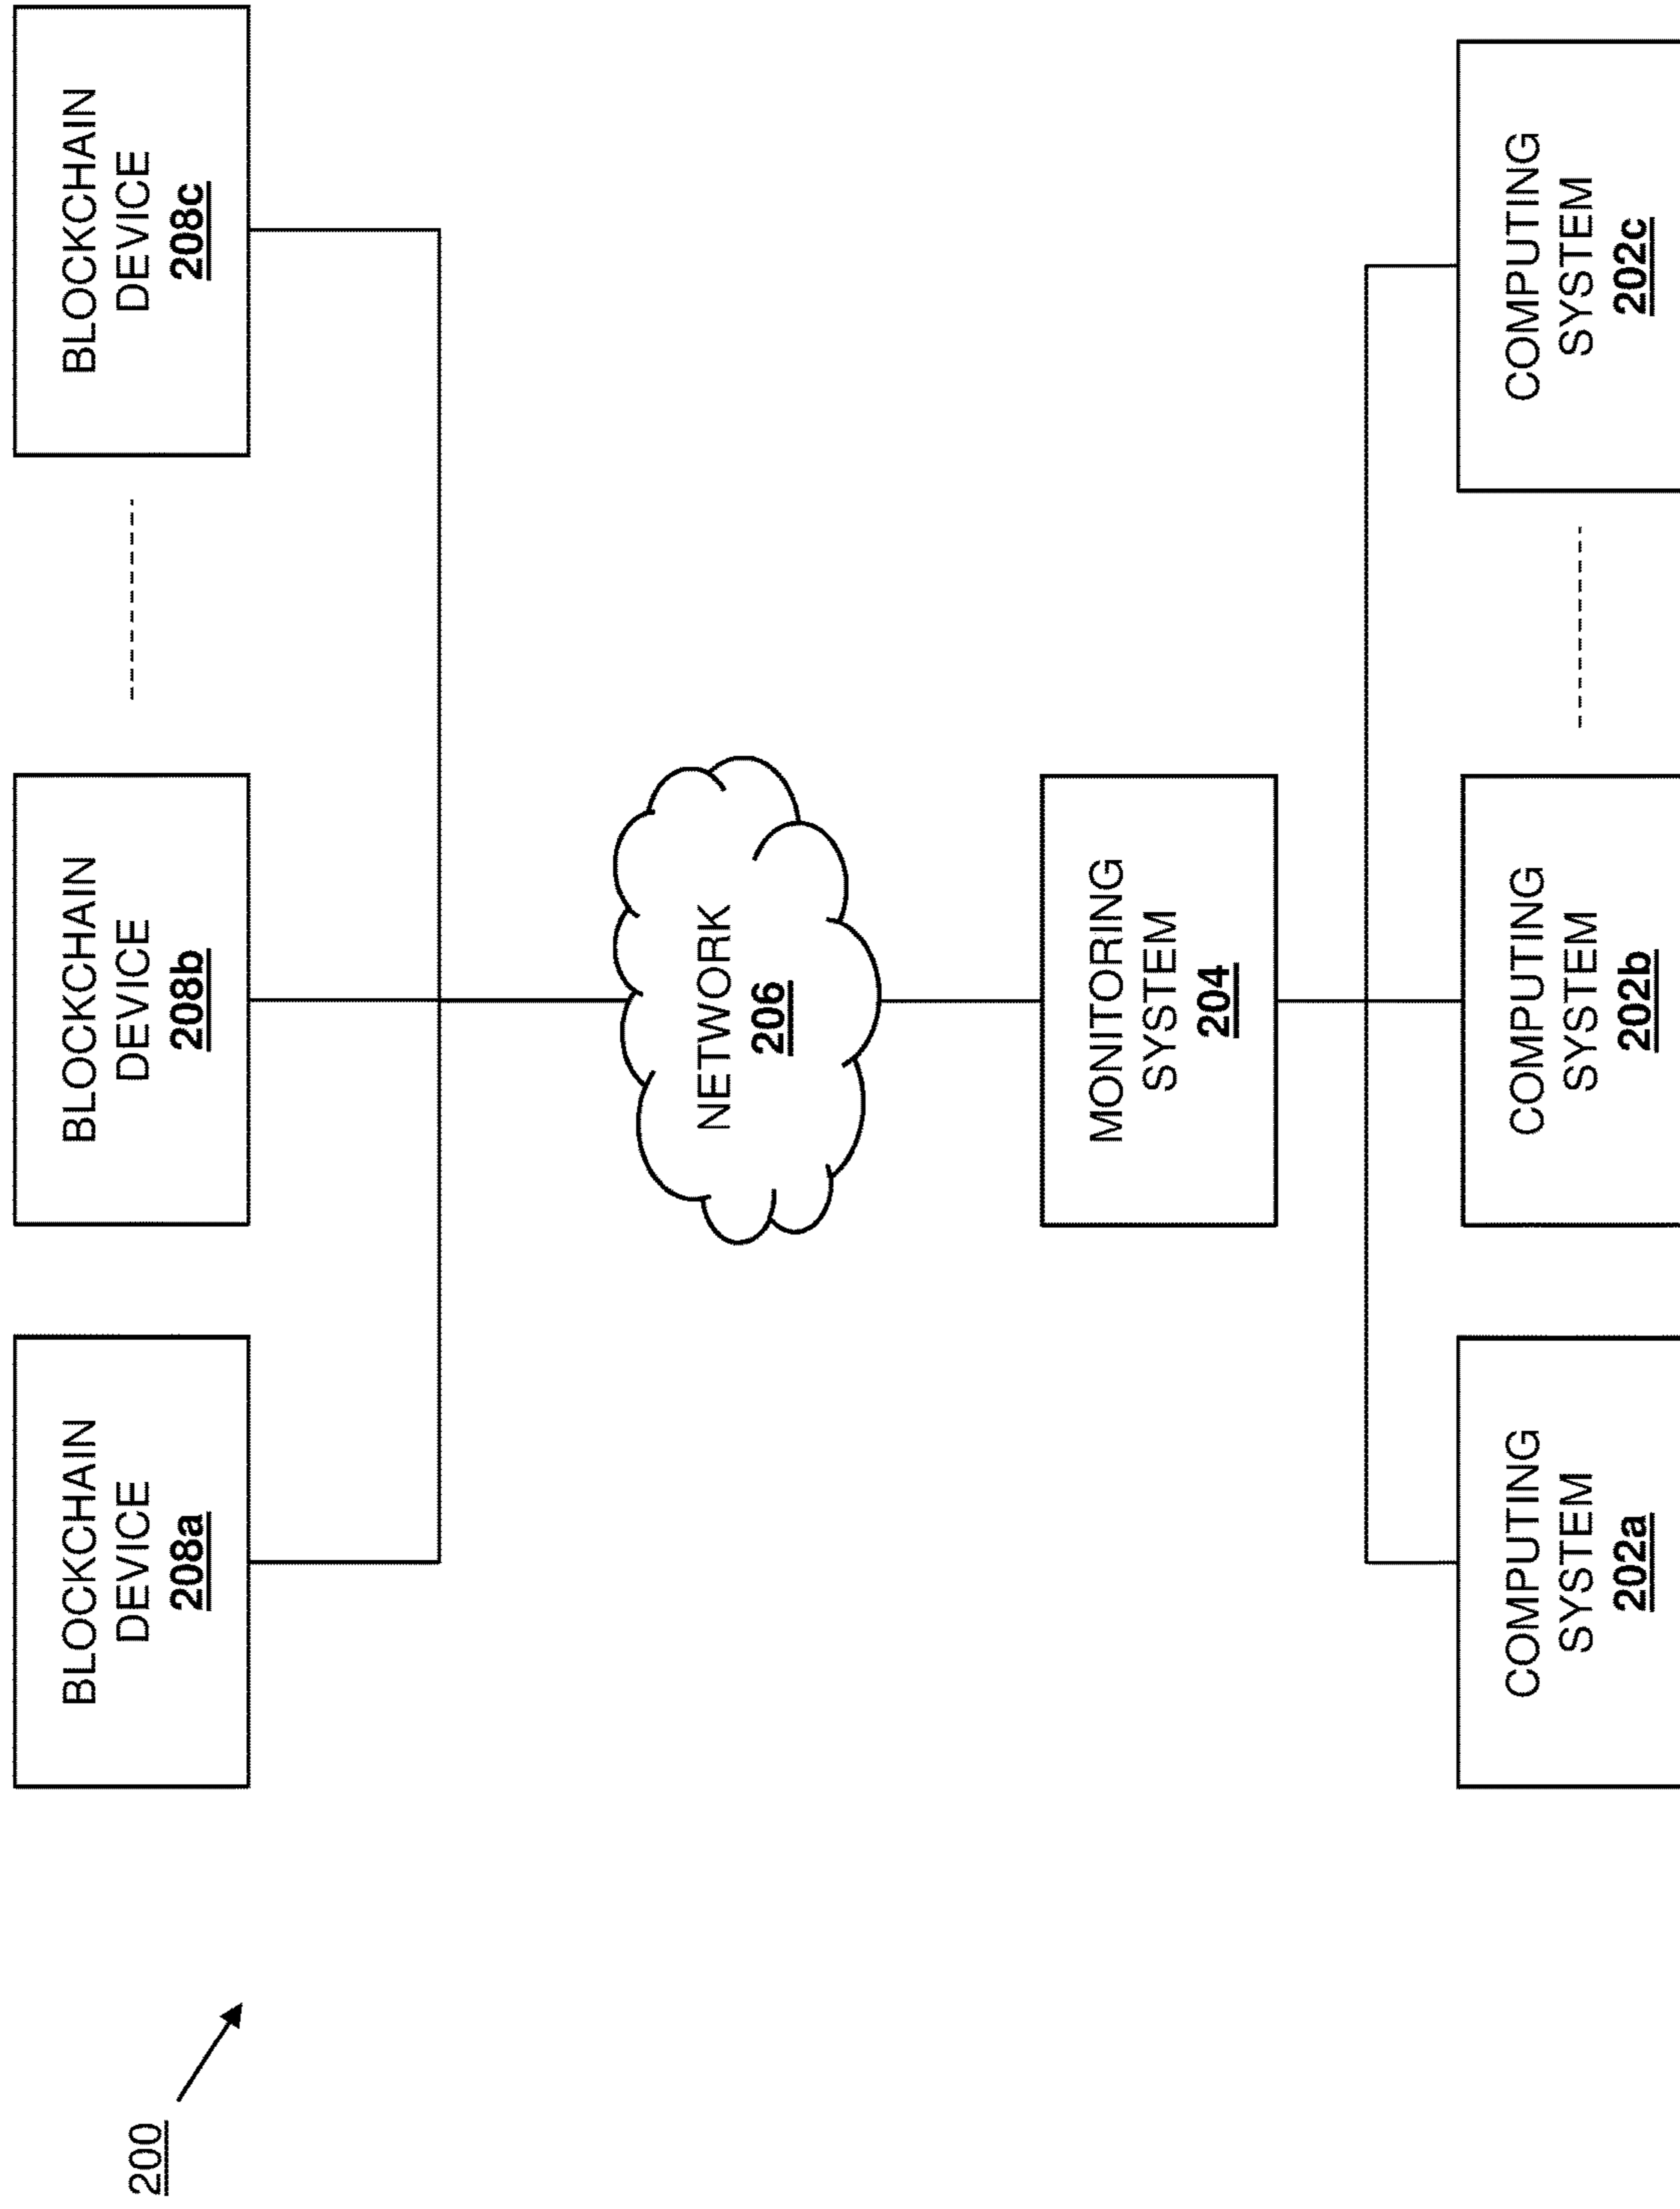 200
BLOCKCHAIN
DEVICE
208a
BLOCKCHAIN
DEVICE
208b
BLOCKCHAIN
DEVICE
208c
NETWORK
206
MONITORING
SYSTEM
204
COMPUTING
SYSTEM
202a
COMPUTING
SYSTEM
202b
COMPUTING
SYSTEM
202c